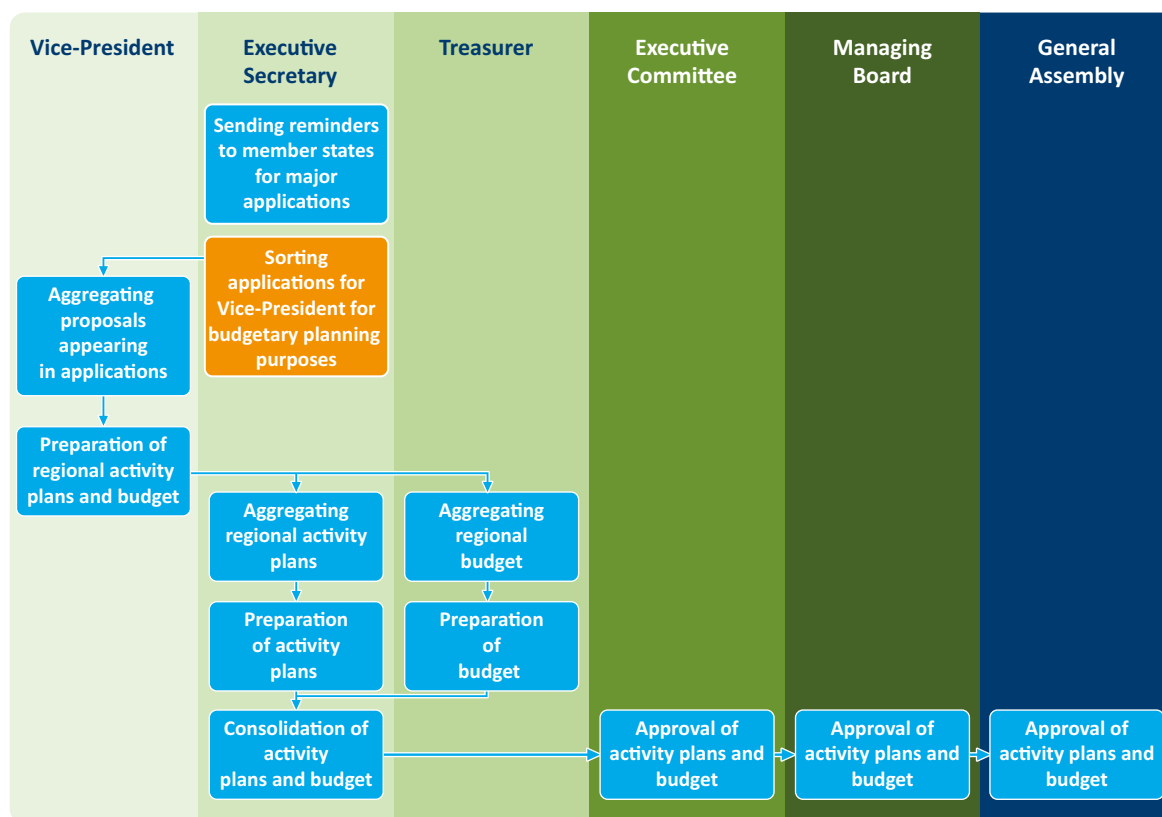 Vice-President
Executive
Secretary
Treasurer
Executive
Committee
Managing
Board
General
Assembly
Sending reminders
to member states
for major
applications
Sorting
applications for
Vice-President for
budgetary planning
purposes
Aggregating
proposals
appearing
in applications
Preparation of
regional activity
plans and budget
Aggregating
regional activity
plans
Aggregating
regional
budget
Preparation
of activity
plans
Preparation
of
budget
Consolidation of
activity
plans and budget
Approval of
activity plans and
budget
Approval of
activity plans and
budget
Approval of
activity plans and
budget